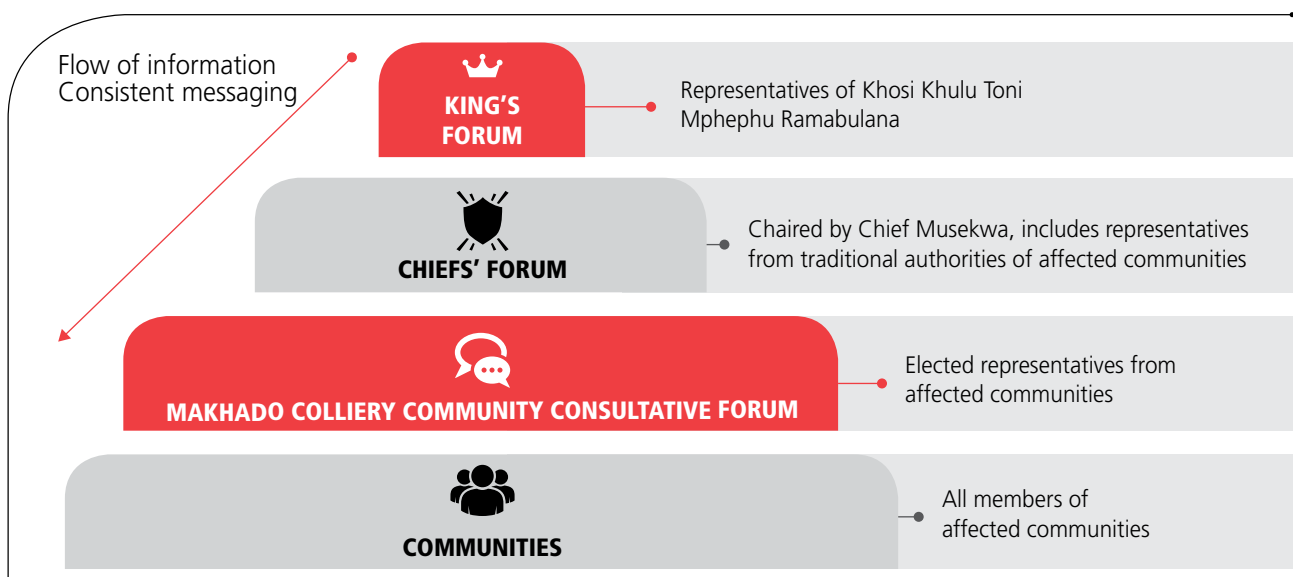 Flow of information
Consistent messaging
KING'S
FORUM
Representatives of Khosi Khulu Toni
Mphephu Ramabulana
CHIEFS' FORUM
Chaired by Chief Musekwa, includes representatives
from traditional authorities of affected communities
MAKHADO COLLIERY COMMUNITY CONSULTATIVE FORUM
Elected representatives from
affected communities
COMMUNITIES
All members of
affected communities